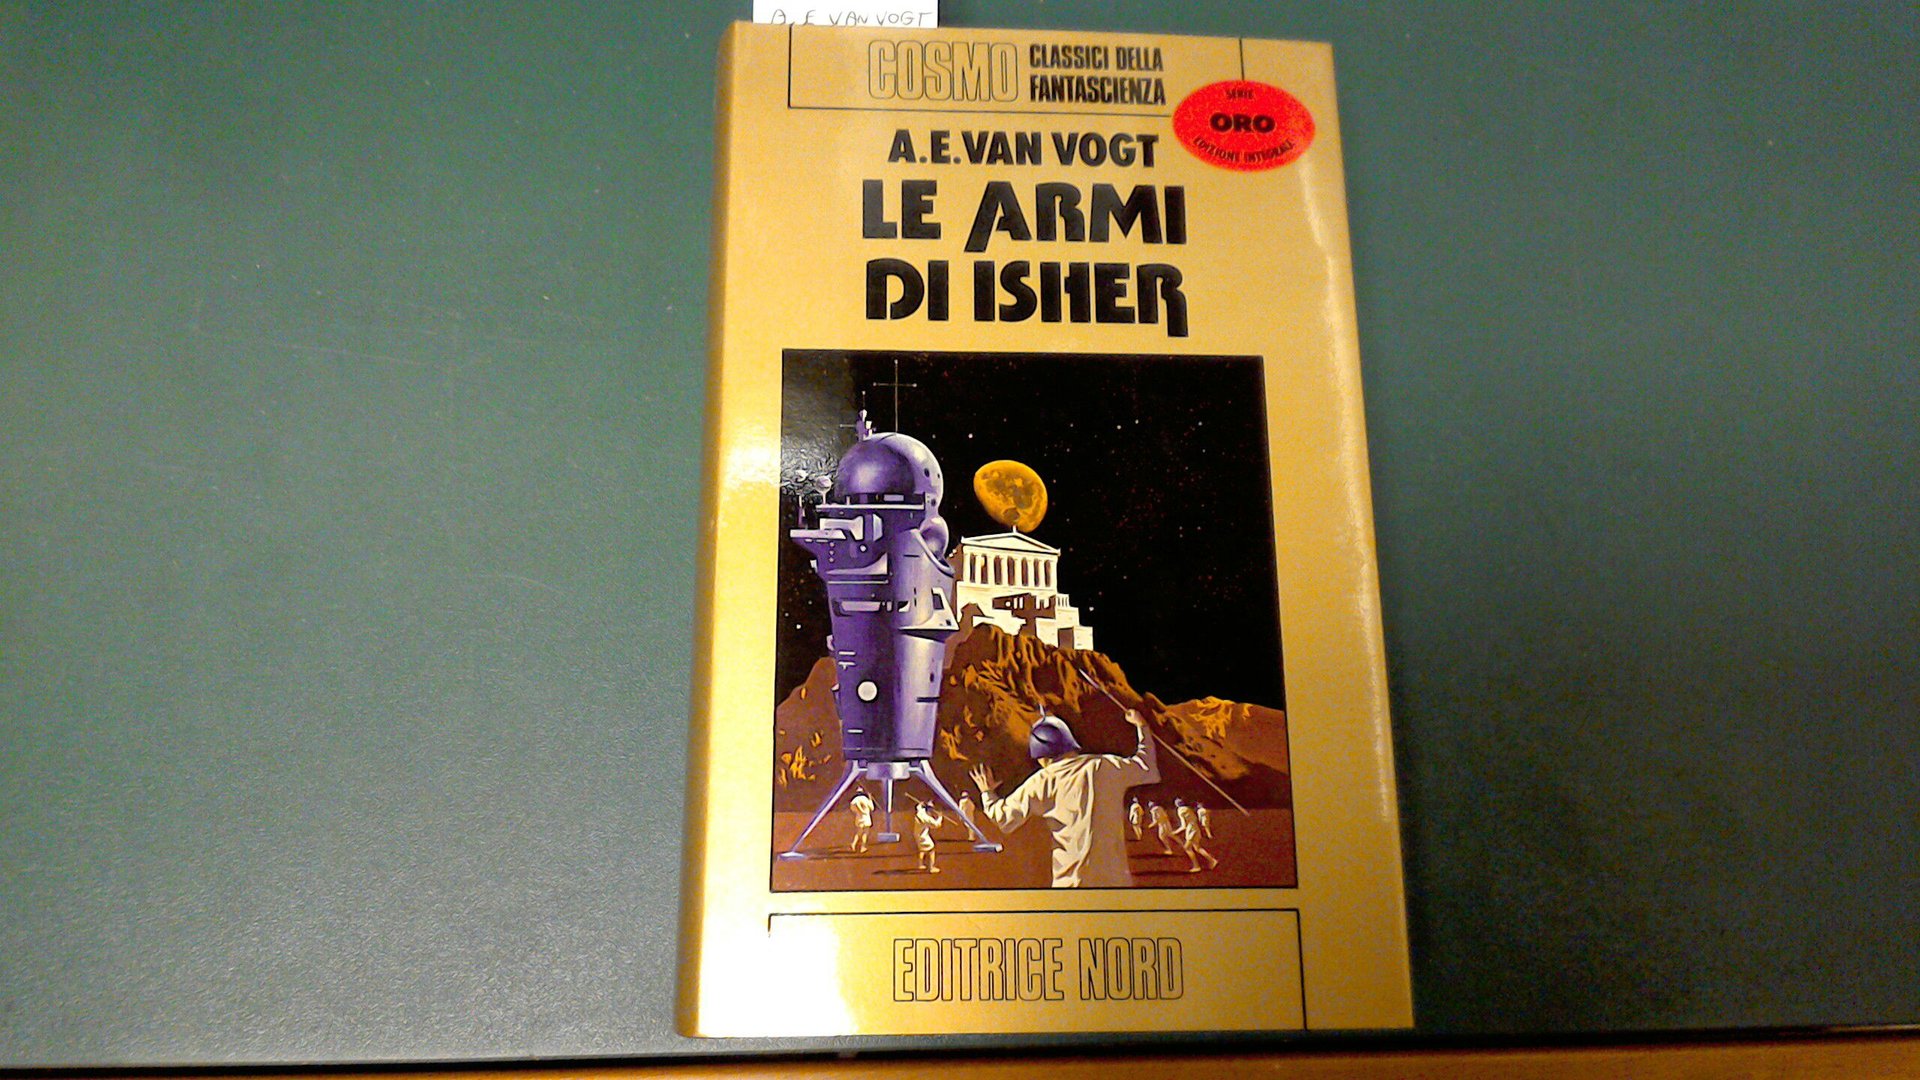 A. E VAN VOGT
COSMO
CLASSICI DELLA
FANTASCIENZA
SERIE
ORO
EDIZIONE INTEGRALE
A.E.VAN VOGT
LE ARMI
DI ISHER
EDITRICE NORD